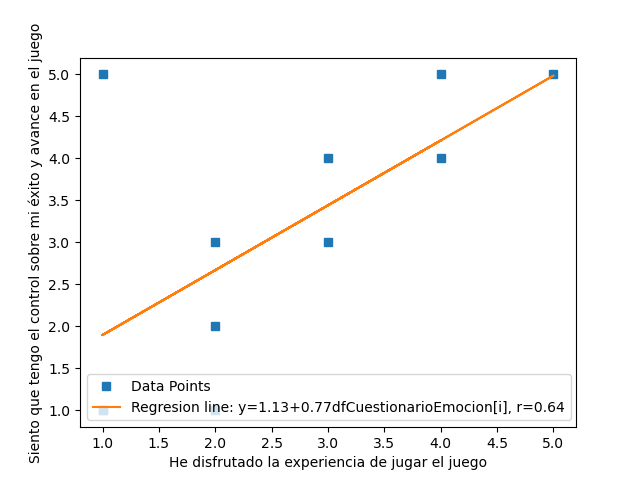 Siento que tengo el control sobre mi éxito y avance en el juego
5.0
4.5
4.0
3.5
3.0
2.5
2.0
1.5
1.0
Data Points
Regresion line: y=1.13+0.77dfCuestionarioEmocion[i], r=0.64
1.0 1.5 2.0 2.5 3.0 3.5 4.0 4.5 5.0
He disfrutado la experiencia de jugar el juego